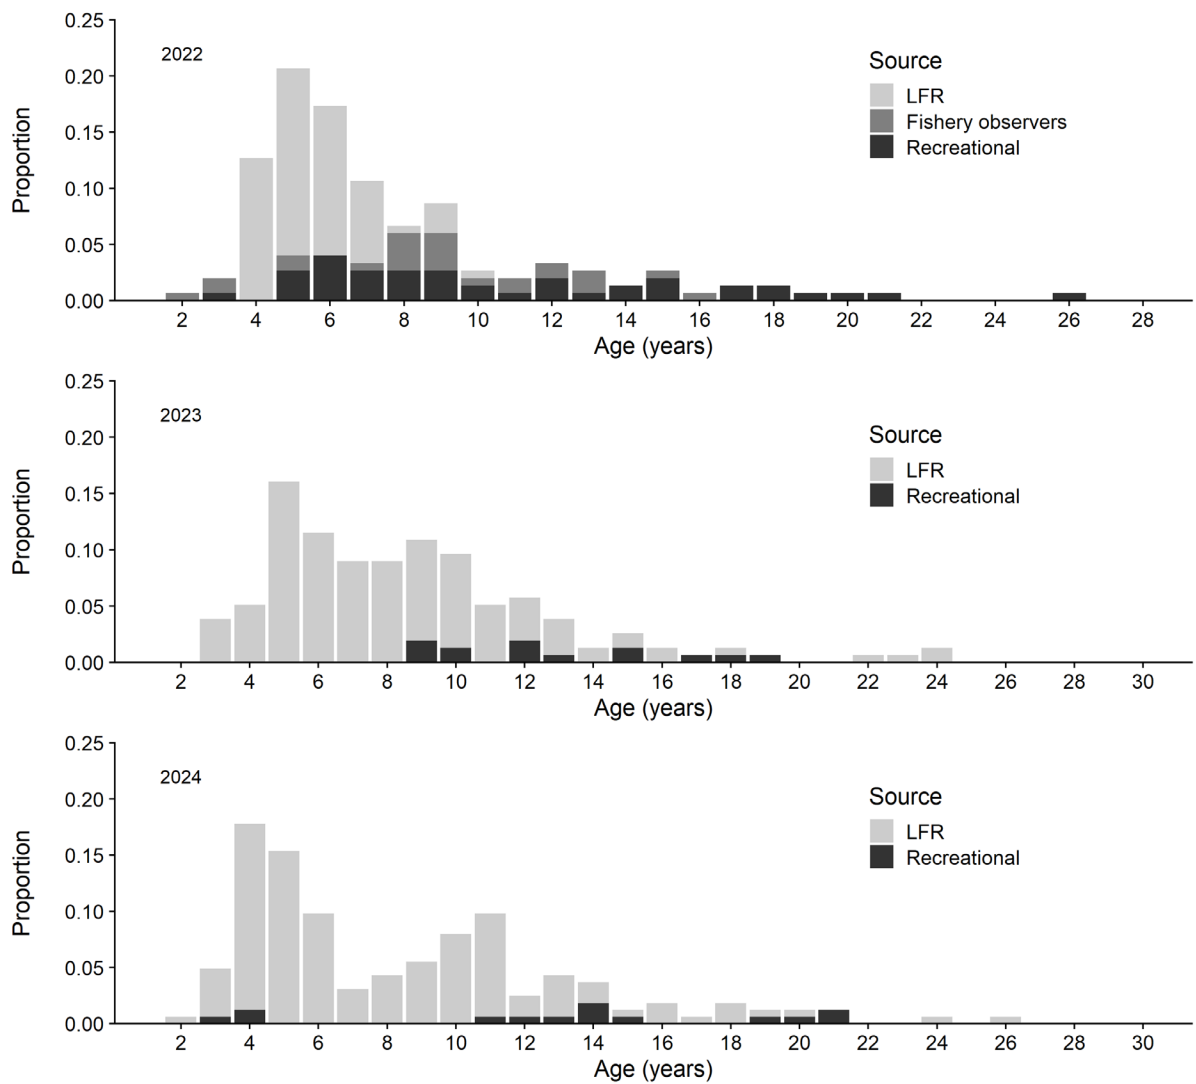 0.25
2022
Source
0.20
LFR
Fishery observers
0.15
Recreational
Proportion
0.10
0.05
0.00
2 4 6 8 10 12 14 16 18 20 22 24 26 28
Age (years)
0.25
2023
Source
0.20
LFR
Recreational
0.15
Proportion
0.10
0.05
0.00
2 4 6 8 10 12 14 16 18 20 22 24 26 28 30
Age (years)
0.25
2024
Source
0.20
LFR
Recreational
0.15
Proportion
0.10
0.05
0.00
2 4 6 8 10 12 14 16 18 20 22 24 26 28 30
Age (years)